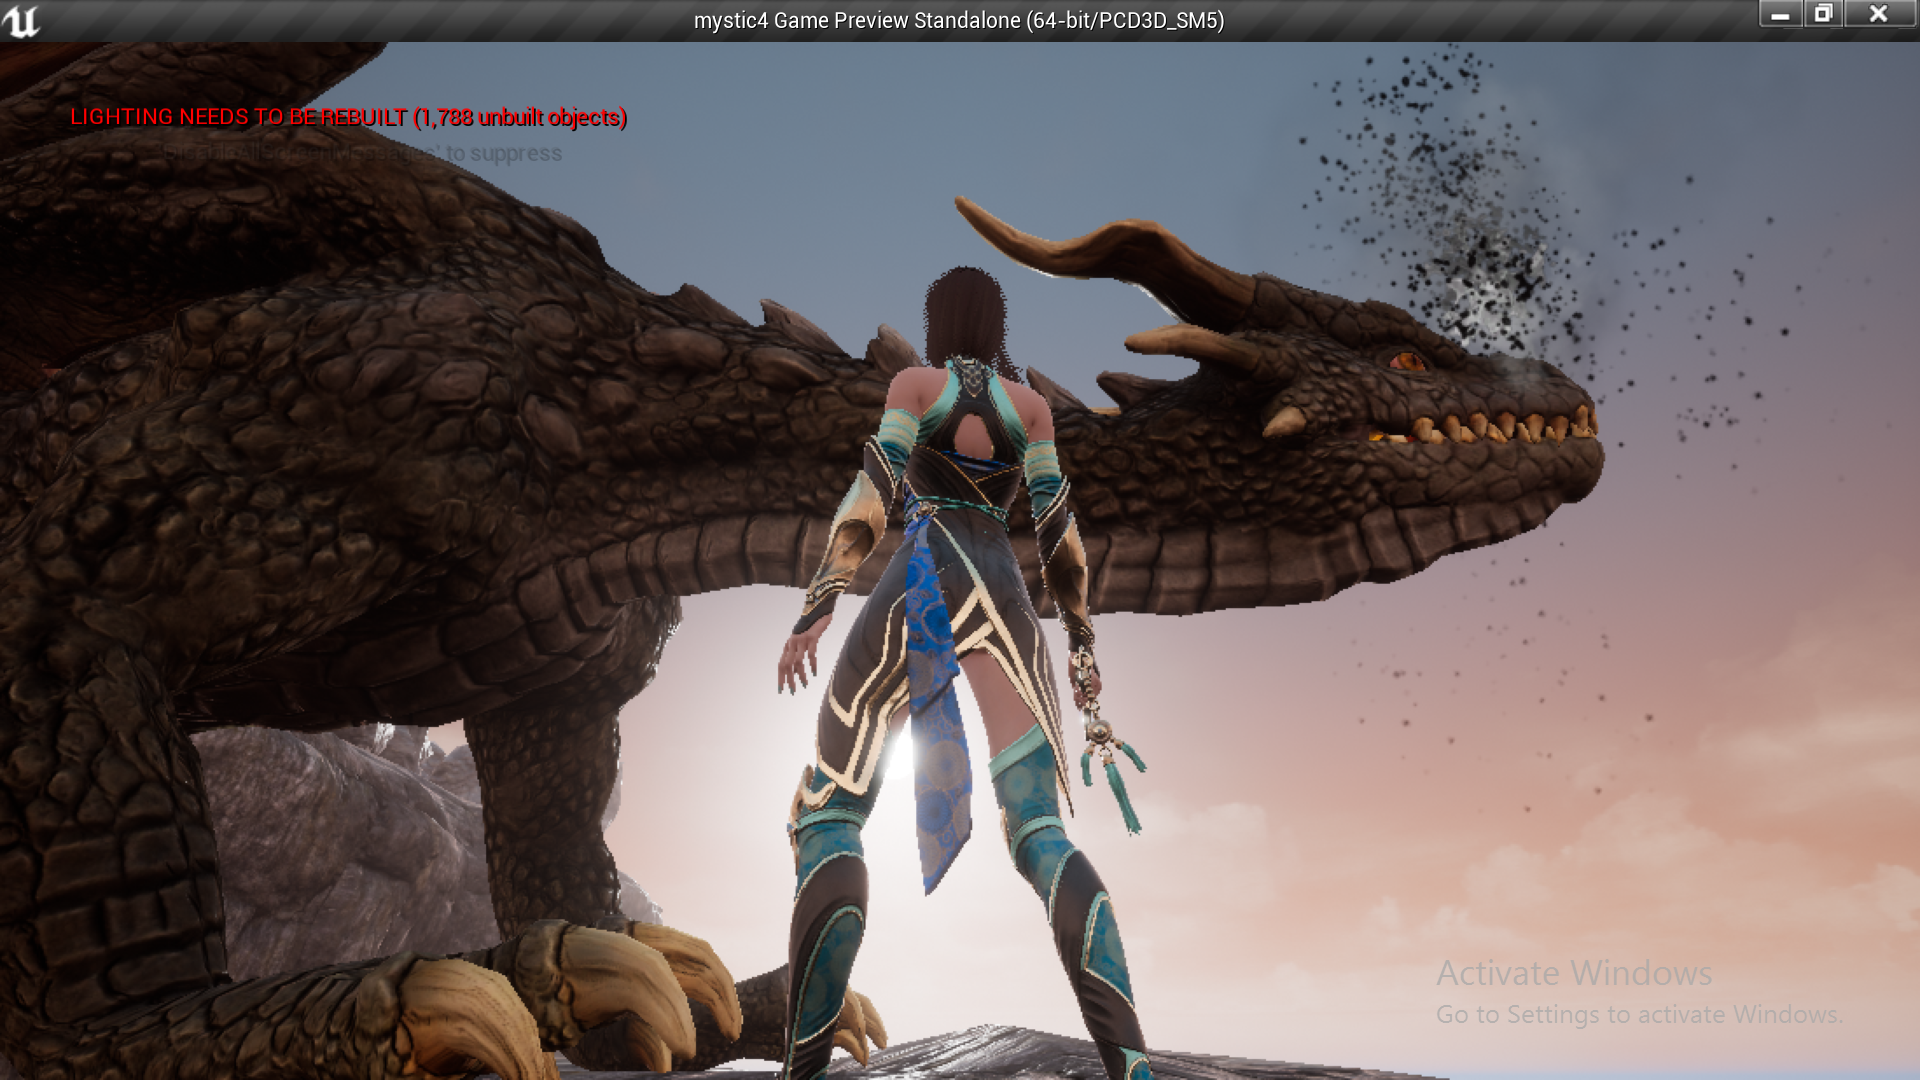 mystic4 Game Preview Standalone (64-bit/PCD3D_SM5)
LIGHTING NEEDS TO BE REBUILT (1,788 unbuilt objects)
'DisableAllScreenMessages' to suppress
Activate Windows
Go to Settings to activate Windows.